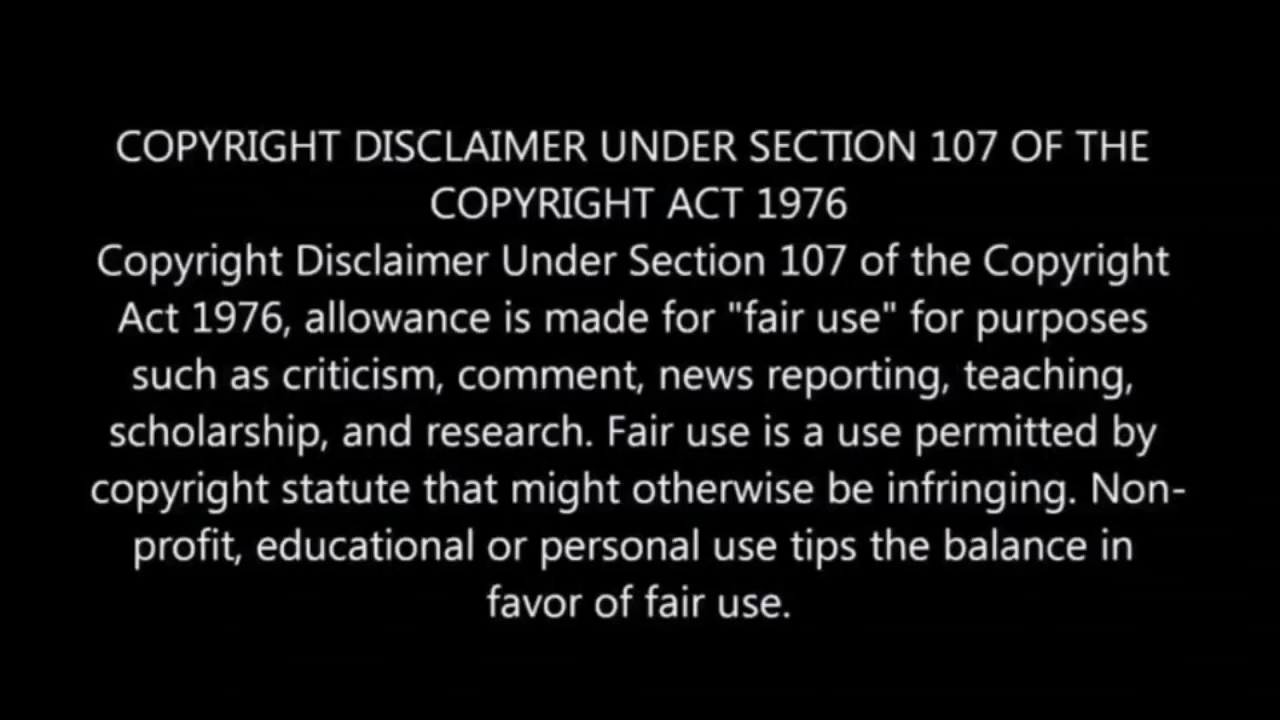 COPYRIGHT DISCLAIMER UNDER SECTION 107 OF THE
COPYRIGHT ACT 1976
Copyright Disclaimer Under Section 107 of the Copyright
Act 1976, allowance is made for "fair use" for purposes
such as criticism, comment, news reporting, teaching,
scholarship, and research. Fair use is a use permitted by
copyright statute that might otherwise be infringing. Non-
profit, educational or personal use tips the balance in
favor of fair use.